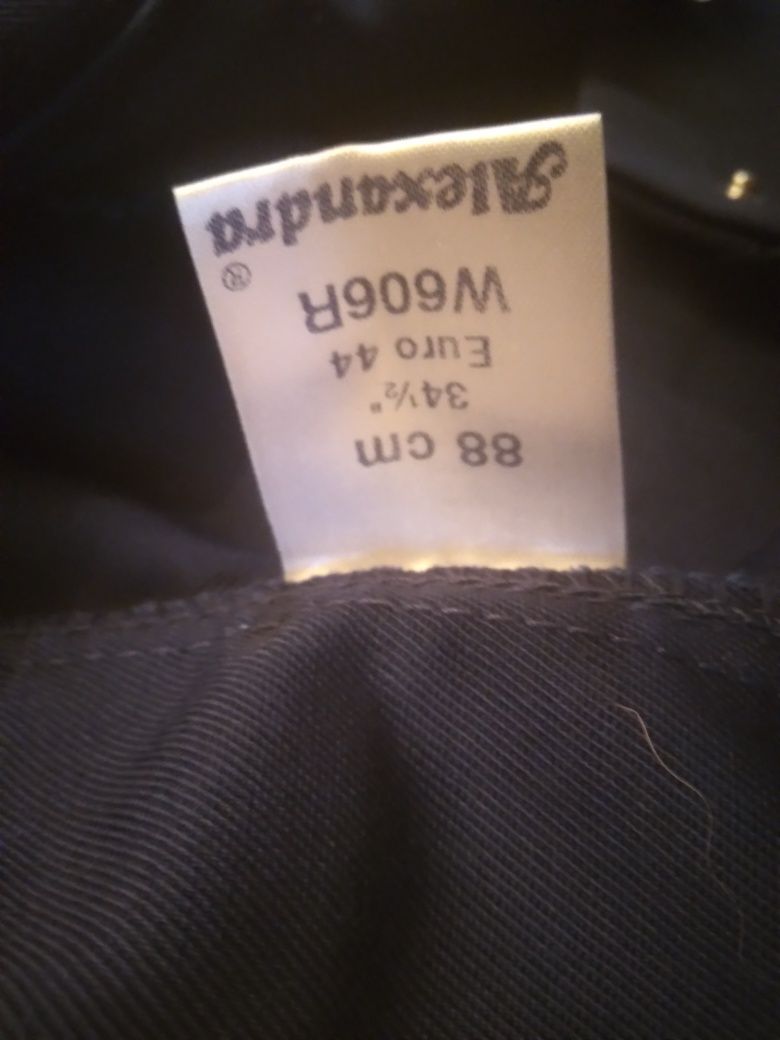 Alexandra
®
W606R
Euro 44
34½"
88 cm